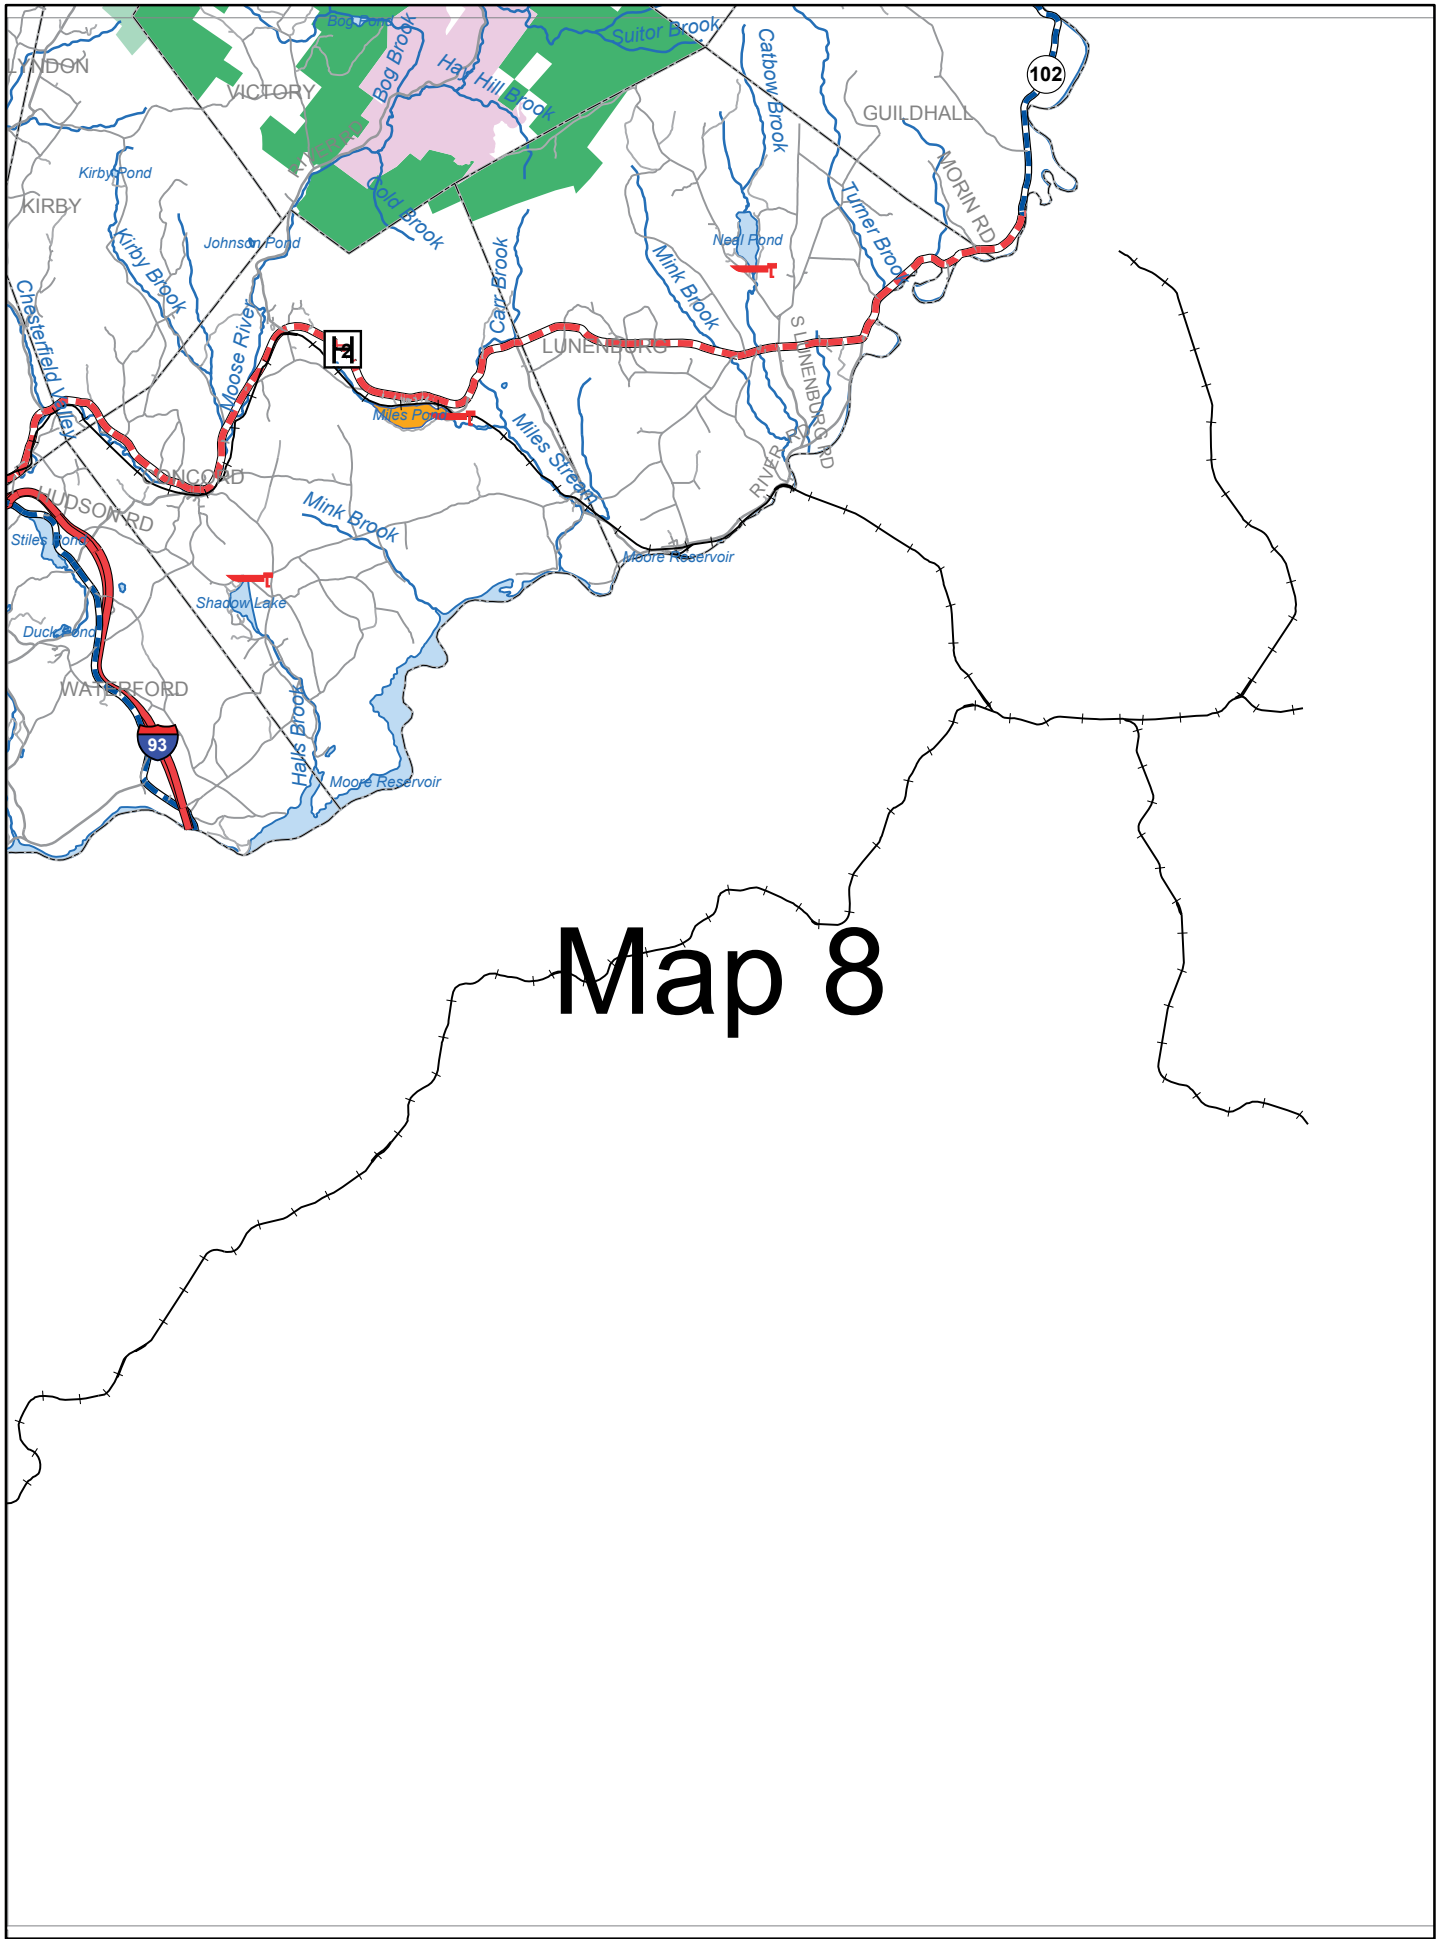 Bog Pond
Bog Brook
Suitor Brook
Catbow Brook
LYNDON
Hay Hill Brook
102
VICTORY
GUILDHALL
RIVER RD
Kirby Pond
MORIN RD
KIRBY
Cold Brook
Turner Brook
Kirby Brook
Johnson Pond
Neal Pond
Carr Brook
Mink Brook
Chesterfield Valley
Moose River
2
LUNENBURG
S LUNENBURG RD
Miles Pond
Miles Stream
RIVER RD
CONCORD
HUDSON RD
Mink Brook
Stiles Pond
Moore Reservoir
Shadow Lake
Duck Pond
WATERFORD
Halls Brook
93
Moore Reservoir
Map 8